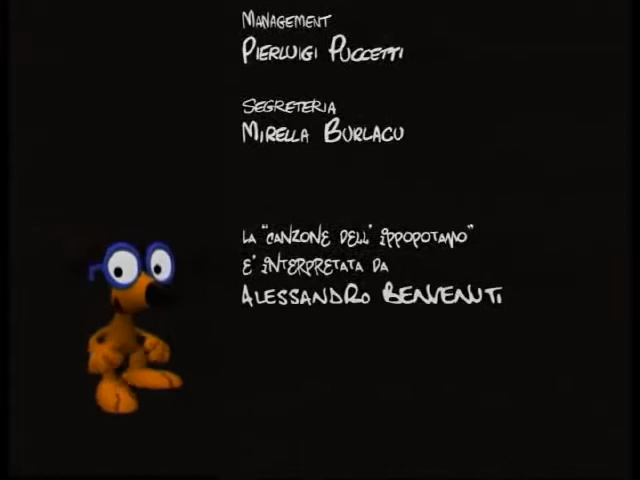 Management
Pierluigi Puccetti
Segreteria
Mirella Burlacu
La "canzone dell'ippopotamo"
e' interpretata da
Alessandro Benvenuti